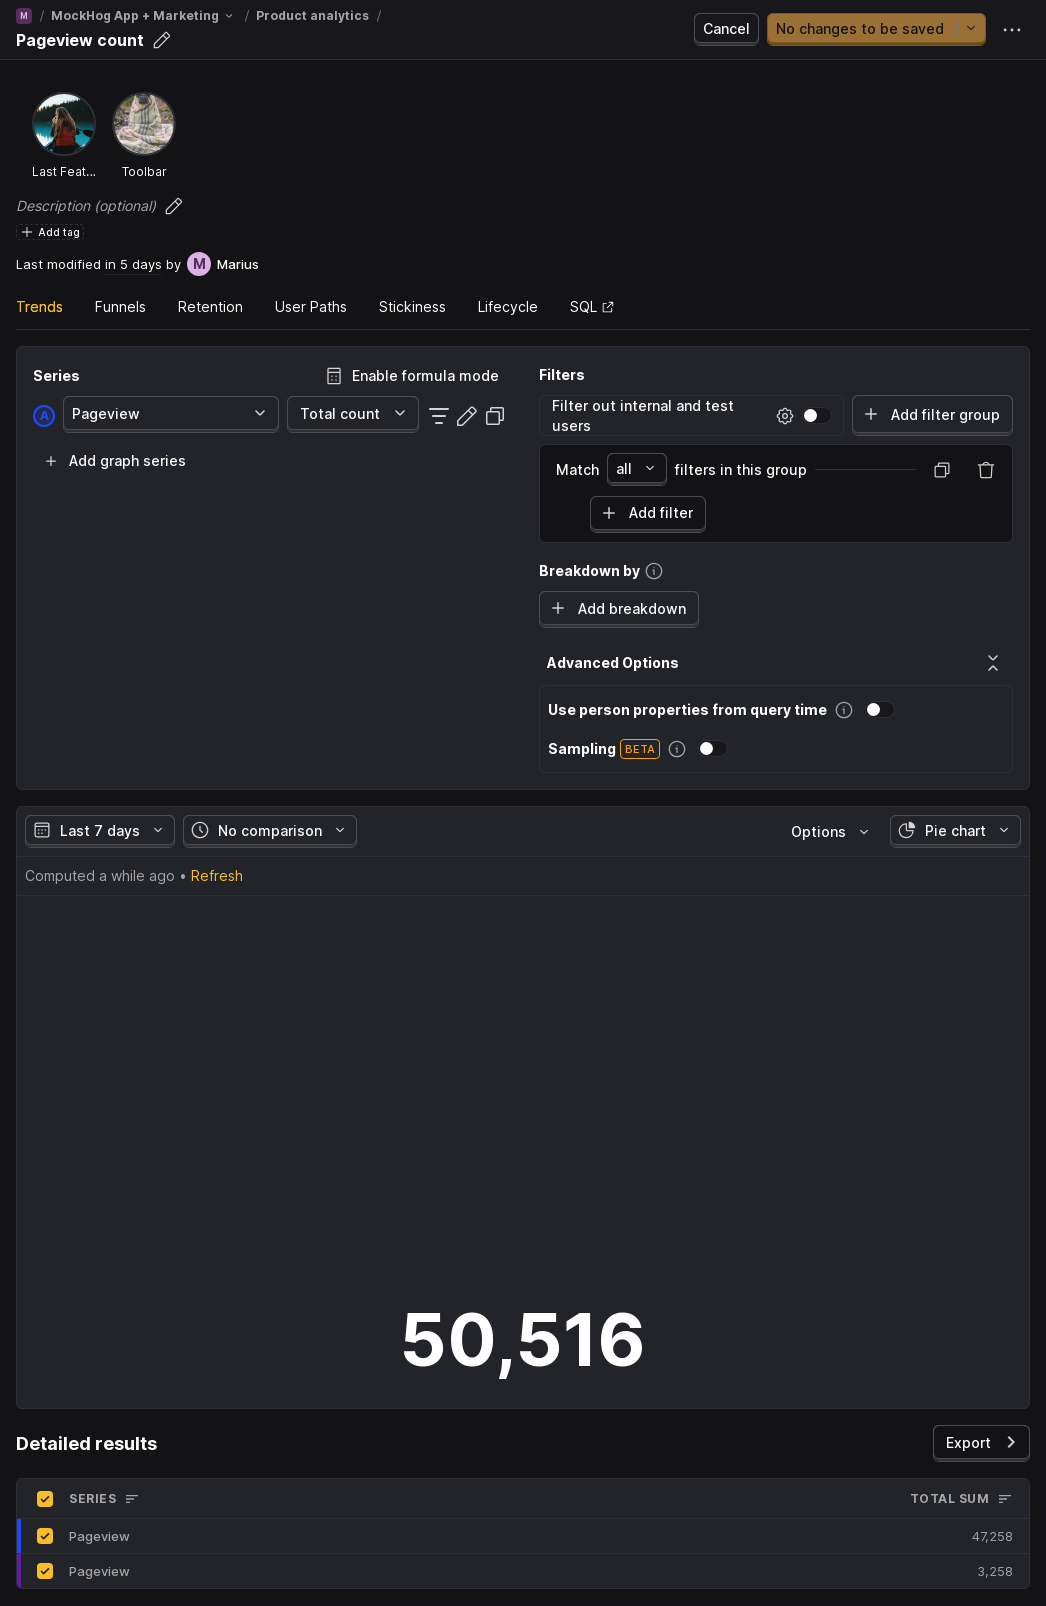 M / MockHog App + Marketing / Product analytics /
Pageview count
Cancel
No changes to be saved
Last Feat...
Toolbar
Description (optional)
Add tag
Last modified in 5 days by M Marius
Trends Funnels Retention User Paths Stickiness Lifecycle SQL
Series
Enable formula mode
A Pageview Total count
Add graph series
Filters
Filter out internal and test
users
Add filter group
Match all filters in this group
Add filter
Breakdown by
Add breakdown
Advanced Options
Use person properties from query time
Sampling BETA
Last 7 days No comparison Options Pie chart
Computed a while ago • Refresh
50,516
Detailed results
Export
SERIES TOTAL SUM
Pageview 47,258
Pageview 3,258